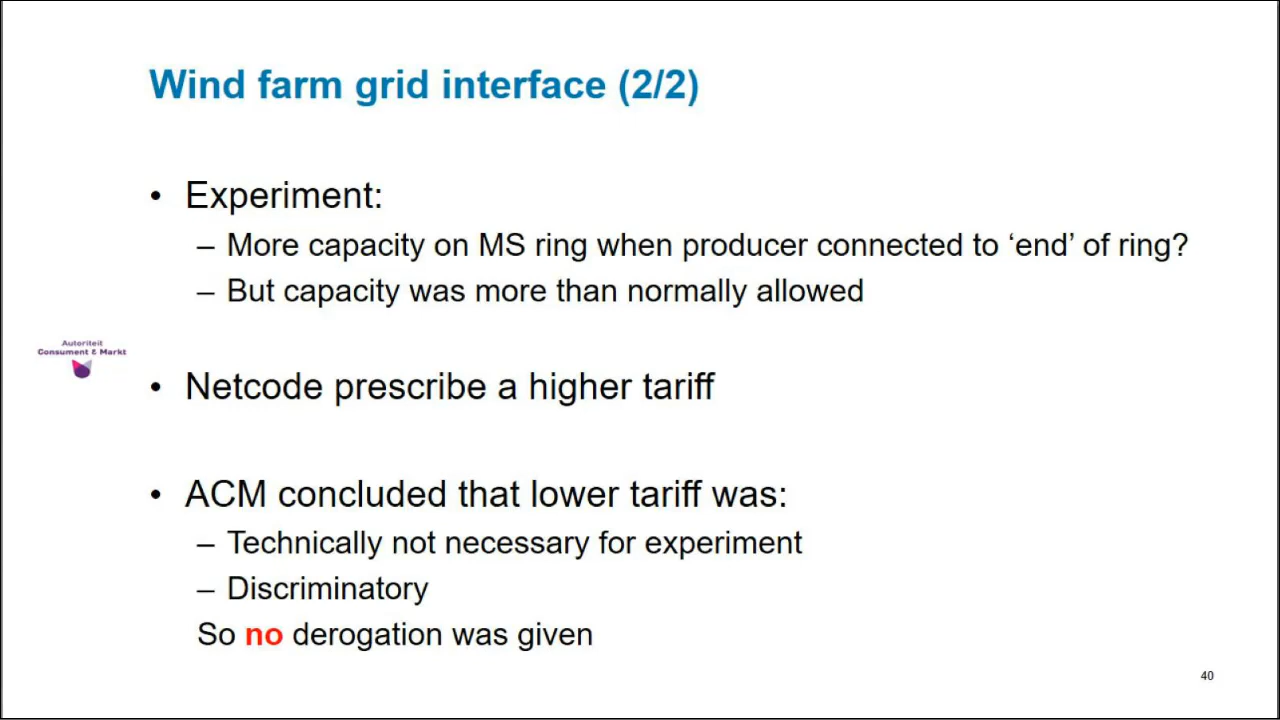 Wind farm grid interface (2/2)
• Experiment:
– More capacity on MS ring when producer connected to ‘end’ of ring?
– But capacity was more than normally allowed
Autoriteit
Consument & Markt
• Netcode prescribe a higher tariff
• ACM concluded that lower tariff was:
– Technically not necessary for experiment
– Discriminatory
So no derogation was given
40